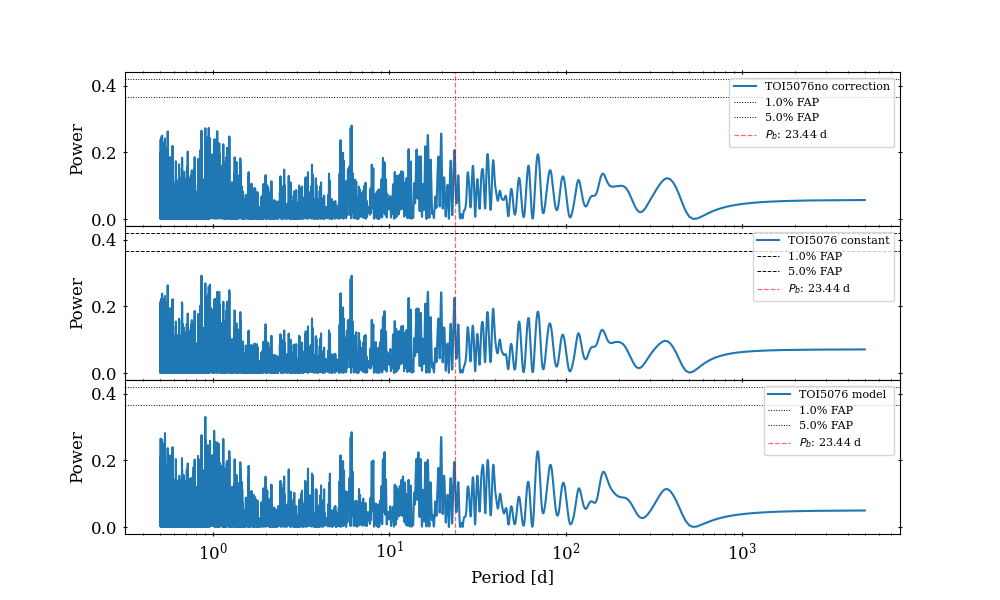 0.4
0.2
0.0
Power
TOI5076no correction
1.0% FAP
5.0% FAP
P_b: 23.44 d
0.4
0.2
0.0
Power
TOI5076 constant
1.0% FAP
5.0% FAP
P_b: 23.44 d
0.4
0.2
0.0
Power
TOI5076 model
1.0% FAP
5.0% FAP
P_b: 23.44 d
10⁰ 10¹ 10² 10³
Period [d]